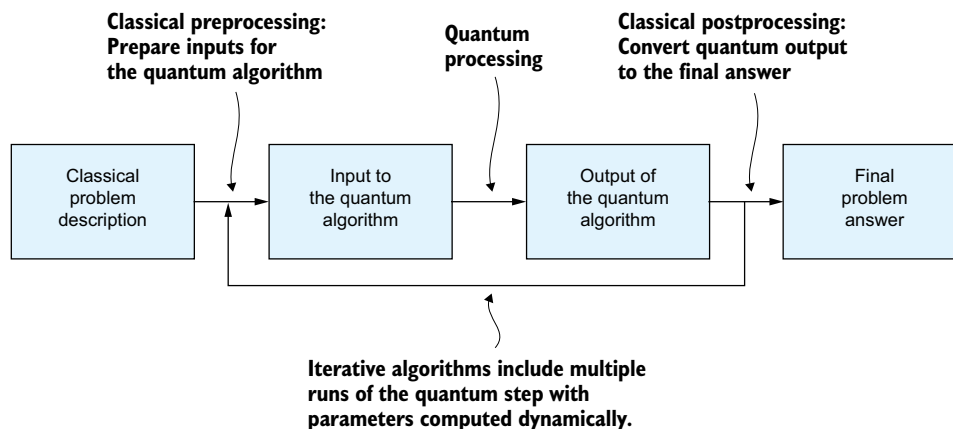 Classical preprocessing:
Prepare inputs for
the quantum algorithm
Quantum
processing
Classical postprocessing:
Convert quantum output
to the final answer
Classical
problem
description
Input to
the quantum
algorithm
Output of
the quantum
algorithm
Final
problem
answer
Iterative algorithms include multiple
runs of the quantum step with
parameters computed dynamically.